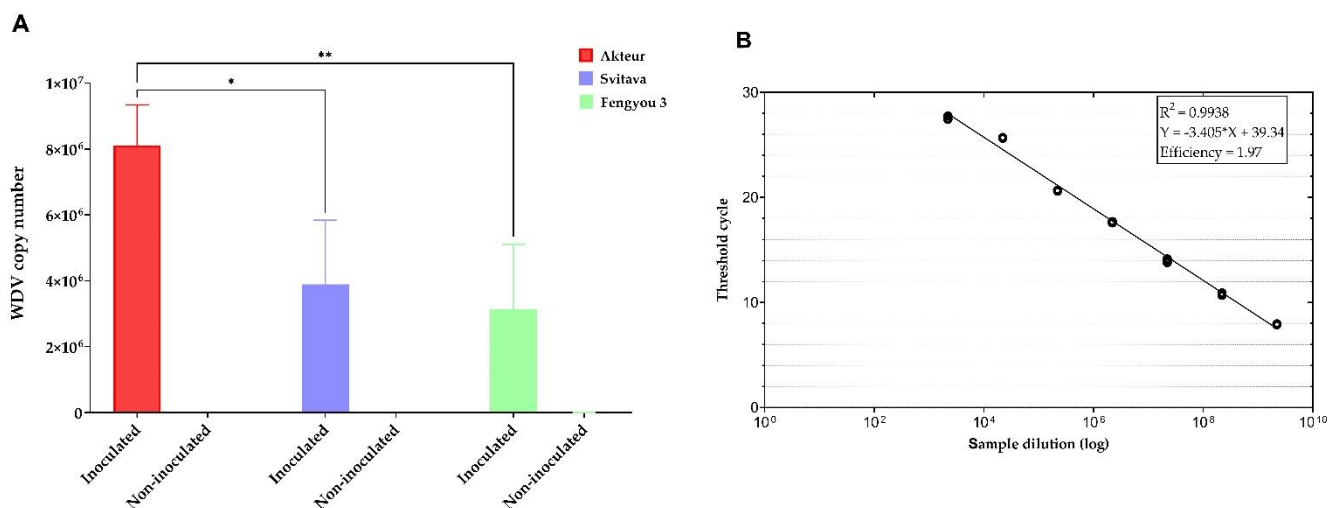 A
**
*
Akteur
Svitava
Fengyou 3
WDV copy number
1×10⁷
8×10⁶
6×10⁶
4×10⁶
2×10⁶
0
Inoculated
Non-inoculated
Inoculated
Non-inoculated
Inoculated
Non-inoculated
B
R² = 0.9938
Y = -3.405*X + 39.34
Efficiency = 1.97
Threshold cycle
30
20
10
0
10⁰ 10² 10⁴ 10⁶ 10⁸ 10¹⁰
Sample dilution (log)